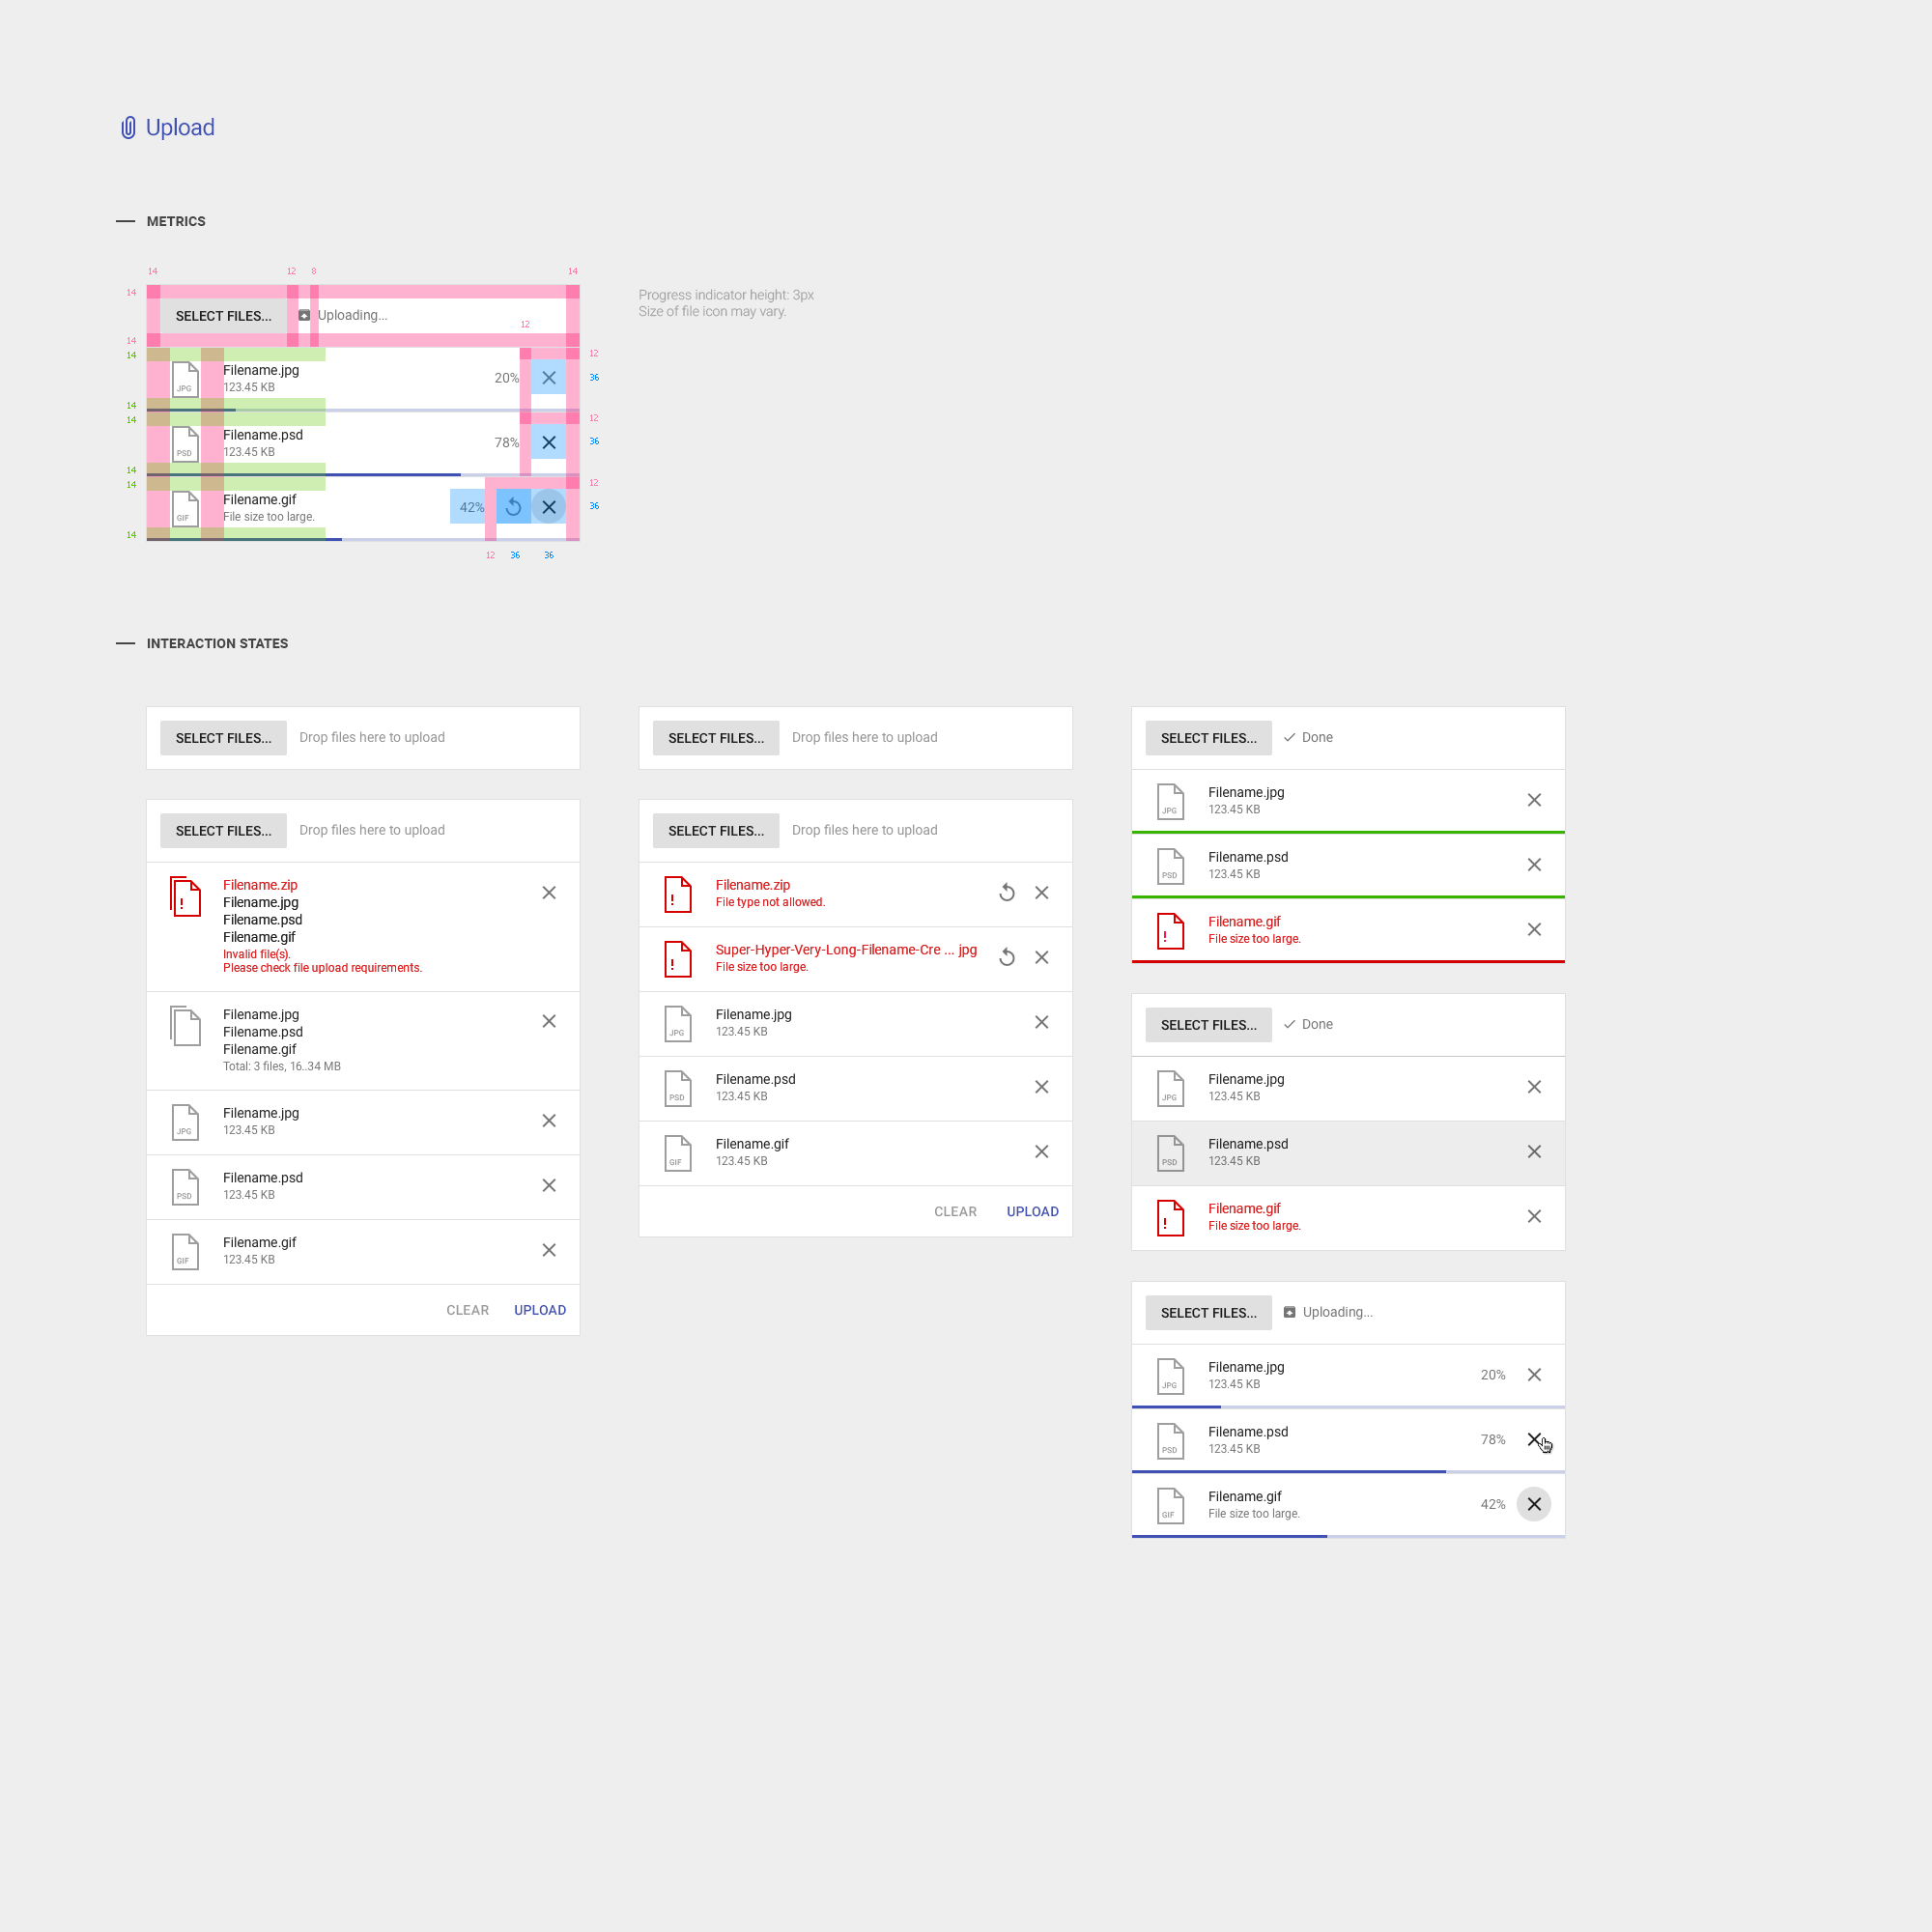 Upload
METRICS
14 12 8 14
14
SELECT FILES... Uploading...
12
14
14
12
Filename.jpg
123.45 KB
JPG
20%
36
14
14
12
Filename.psd
123.45 KB
PSD
78%
36
14
14
12
Filename.gif
File size too large.
GIF
42%
36
14
12 36 36
Progress indicator height: 3px
Size of file icon may vary.
INTERACTION STATES
SELECT FILES... Drop files here to upload
SELECT FILES... Drop files here to upload
!
Filename.zip
Filename.jpg
Filename.psd
Filename.gif
Invalid file(s).
Please check file upload requirements.
Filename.jpg
Filename.psd
Filename.gif
Total: 3 files, 16..34 MB
Filename.jpg
123.45 KB
JPG
Filename.psd
123.45 KB
PSD
Filename.gif
123.45 KB
GIF
CLEAR UPLOAD
SELECT FILES... Drop files here to upload
SELECT FILES... Drop files here to upload
!
Filename.zip
File type not allowed.
!
Super-Hyper-Very-Long-Filename-Cre ... jpg
File size too large.
Filename.jpg
123.45 KB
JPG
Filename.psd
123.45 KB
PSD
Filename.gif
123.45 KB
GIF
CLEAR UPLOAD
SELECT FILES... Done
Filename.jpg
123.45 KB
JPG
Filename.psd
123.45 KB
PSD
!
Filename.gif
File size too large.
SELECT FILES... Done
Filename.jpg
123.45 KB
JPG
Filename.psd
123.45 KB
PSD
!
Filename.gif
File size too large.
SELECT FILES... Uploading...
Filename.jpg
123.45 KB
JPG
20%
Filename.psd
123.45 KB
PSD
78%
Filename.gif
File size too large.
GIF
42%